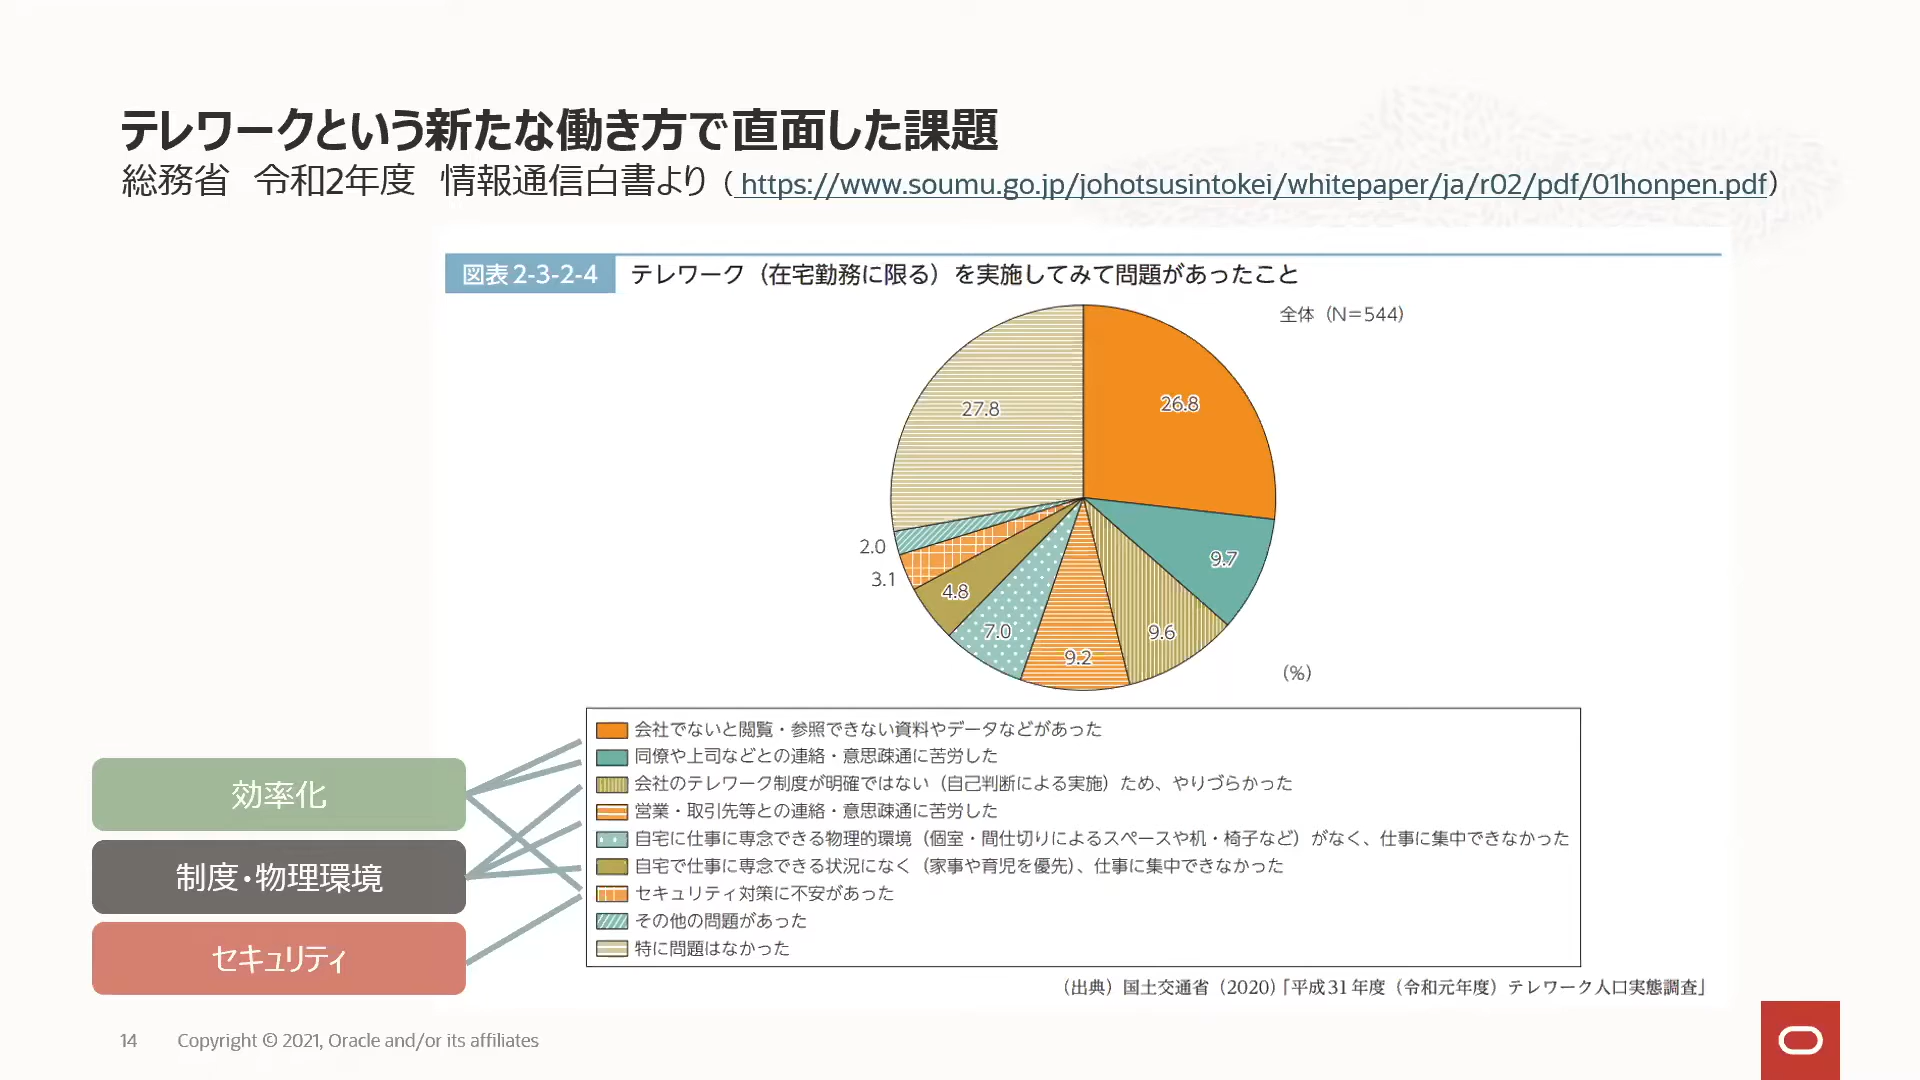 テレワークという新たな働き方で直面した課題
総務省 令和2年度 情報通信白書より（https://www.soumu.go.jp/johotsusintokei/whitepaper/ja/r02/pdf/01honpen.pdf）
図表2-3-2-4 テレワーク（在宅勤務に限る）を実施してみて問題があったこと
全体（N＝544）
27.8
26.8
2.0
9.7
3.1
4.8
7.0
9.6
9.2
（%）
会社でないと閲覧・参照できない資料やデータなどがあった
同僚や上司などとの連絡・意思疎通に苦労した
会社のテレワーク制度が明確ではない（自己判断による実施）ため、やりづらかった
営業・取引先等との連絡・意思疎通に苦労した
自宅に仕事に専念できる物理的環境（個室・間仕切りによるスペースや机・椅子など）がなく、仕事に集中できなかった
自宅で仕事に専念できる状況になく（家事や育児を優先）、仕事に集中できなかった
セキュリティ対策に不安があった
その他の問題があった
特に問題はなかった
効率化
制度・物理環境
セキュリティ
（出典）国土交通省（2020）「平成31年度（令和元年度）テレワーク人口実態調査」
14 Copyright © 2021, Oracle and/or its affiliates